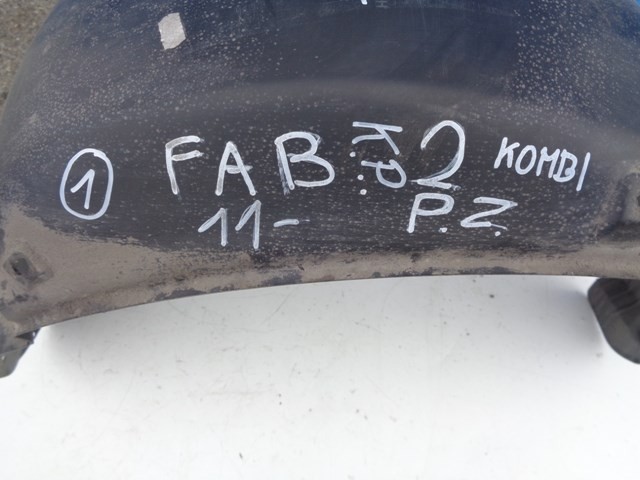 1 FAB K.P. 2 KOMBI
11- P.Z.